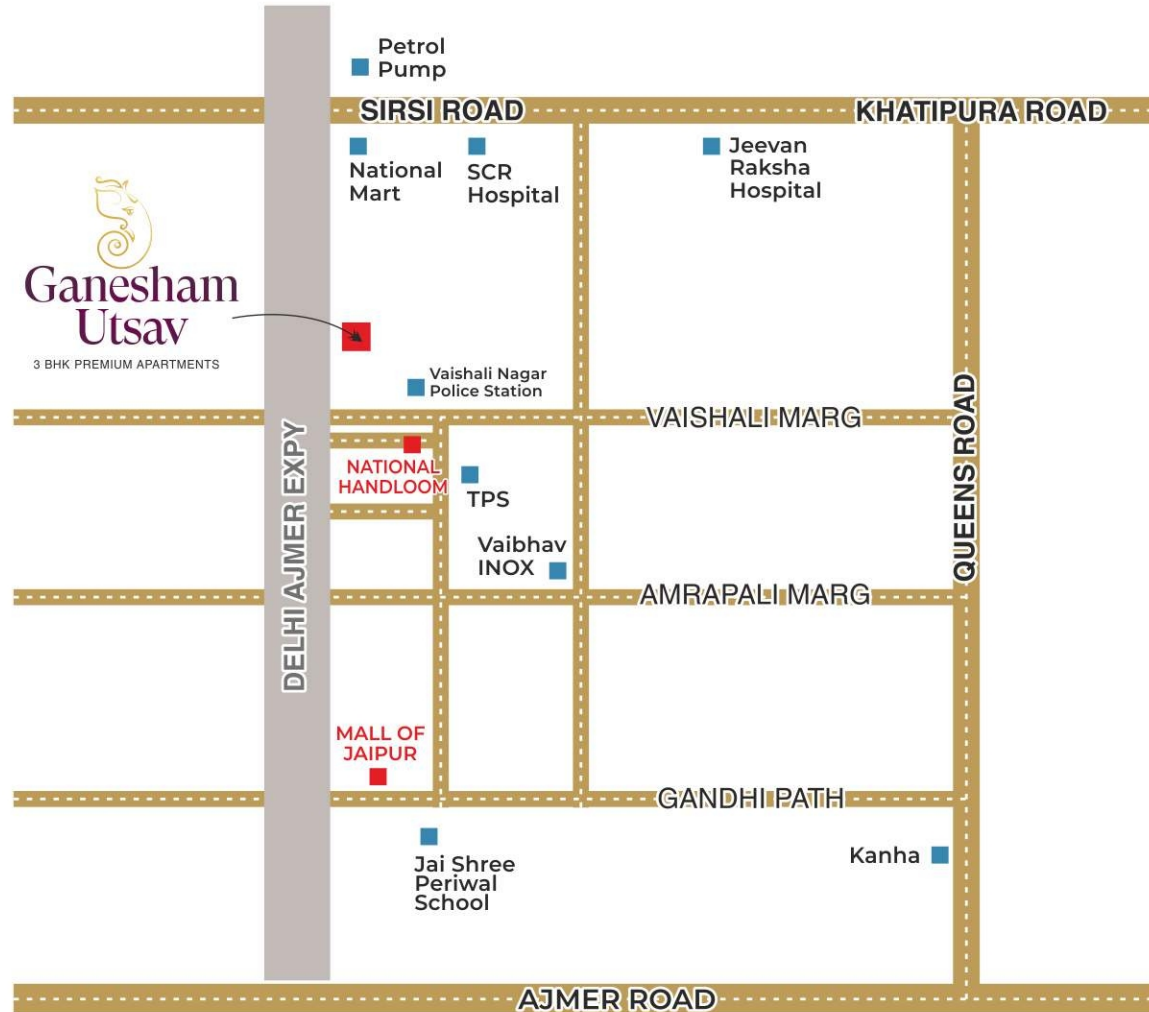 Petrol
Pump
SIRSI ROAD
KHATIPURA ROAD
National
Mart
SCR
Hospital
Jeevan
Raksha
Hospital
Ganesham
Utsav
3 BHK PREMIUM APARTMENTS
Vaishali Nagar
Police Station
VAISHALI MARG
NATIONAL
HANDLOOM
TPS
DELHI AJMER EXPY
QUEENS ROAD
Vaibhav
INOX
AMRAPALI MARG
MALL OF
JAIPUR
GANDHI PATH
Jai Shree
Periwal
School
Kanha
AJMER ROAD